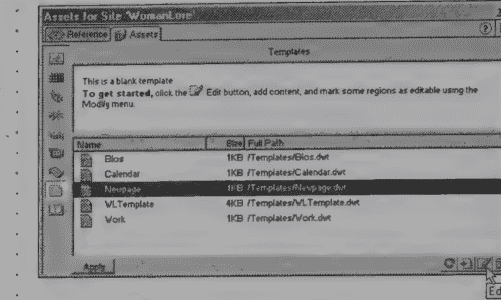 Assets for Site 'WomanLore'
Reference Assets
Templates
This is a blank template
To get started, click the Edit button, add content, and mark some regions as editable using the
Modify menu.
Name Size Full Path
Bios 1KB /Templates/Bios.dwt
Calendar 1KB /Templates/Calendar.dwt
Newpage 1KB /Templates/Newpage.dwt
WLTemplate 4KB /Templates/WLTemplate.dwt
Work 1KB /Templates/Work.dwt
Apply